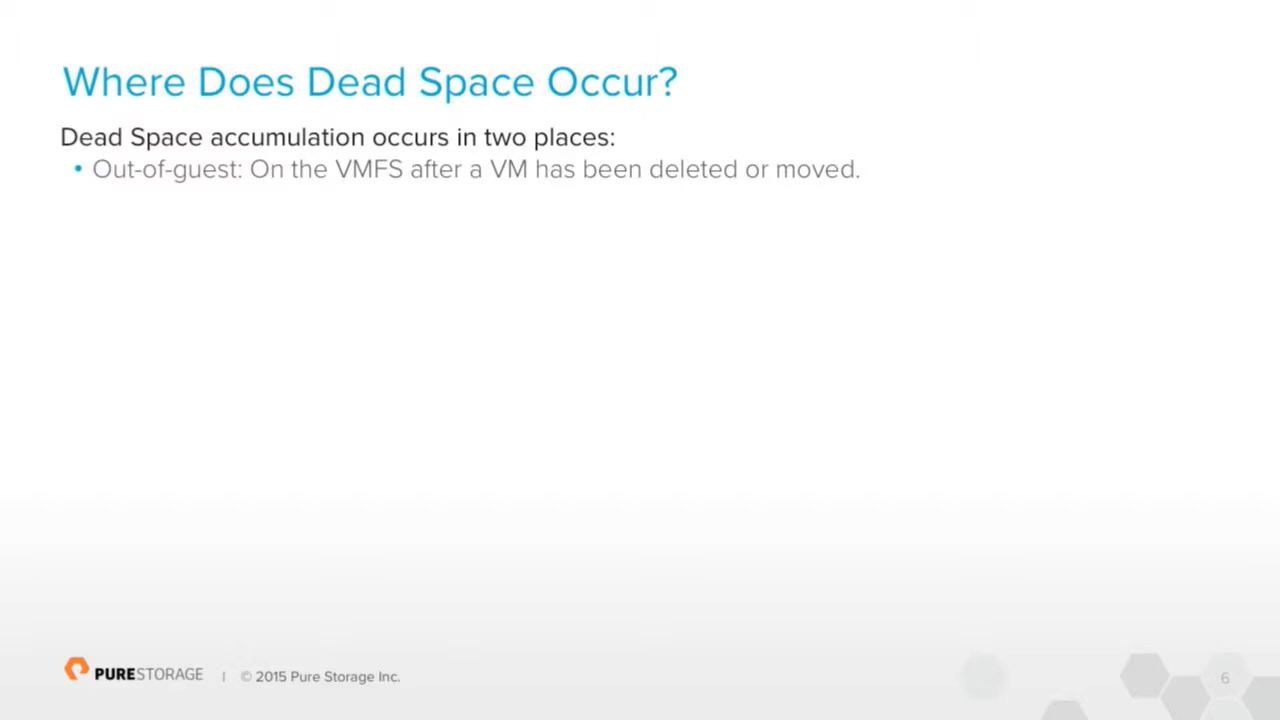 Where Does Dead Space Occur?
Dead Space accumulation occurs in two places:
• Out-of-guest: On the VMFS after a VM has been deleted or moved.
PURESTORAGE | © 2015 Pure Storage Inc.
6